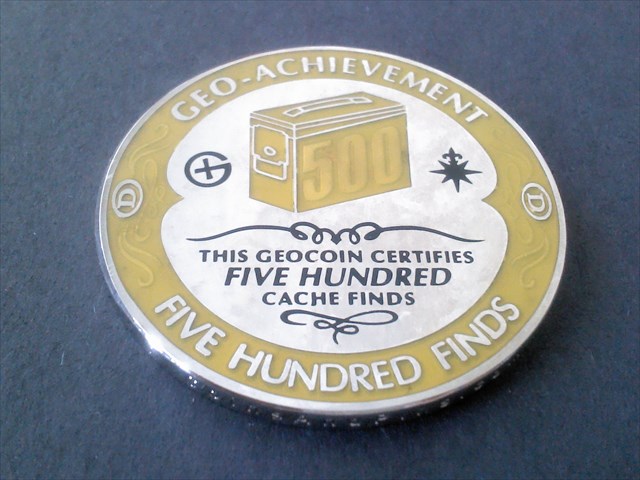 GEO-ACHIEVEMENT
500
D
D
THIS GEOCOIN CERTIFIES
FIVE HUNDRED
CACHE FINDS
FIVE HUNDRED FINDS